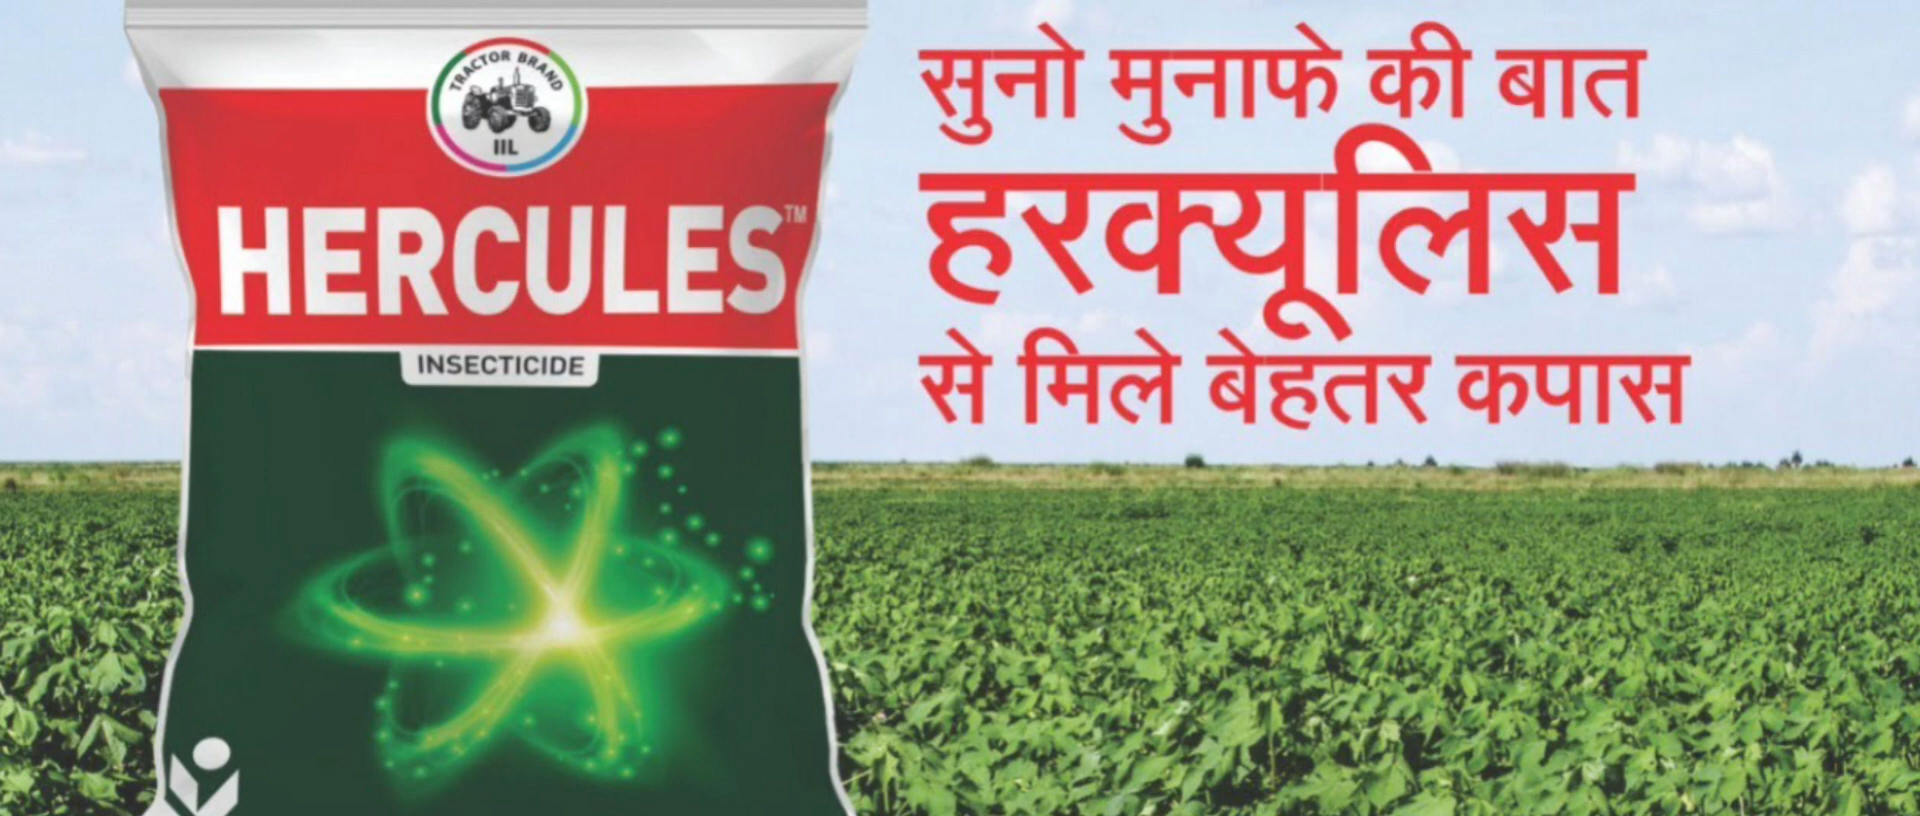 TRACTOR BRAND
IIL
HERCULES™
INSECTICIDE
सुनो मुनाफे की बात
हरक्यूलिस
से मिले बेहतर कपास